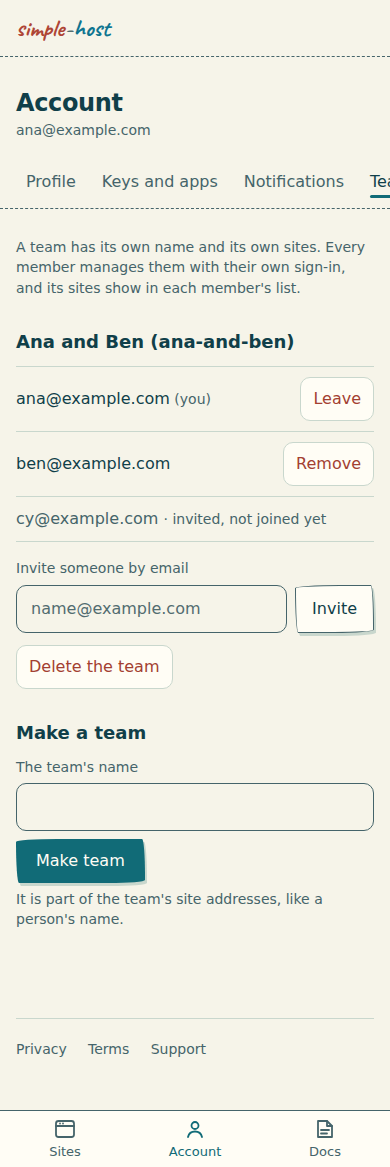 simple-host
Account
ana@example.com
Profile Keys and apps Notifications Tea
A team has its own name and its own sites. Every
member manages them with their own sign-in,
and its sites show in each member's list.
Ana and Ben (ana-and-ben)
ana@example.com (you) Leave
ben@example.com Remove
cy@example.com · invited, not joined yet
Invite someone by email
name@example.com Invite
Delete the team
Make a team
The team's name
Make team
It is part of the team's site addresses, like a
person's name.
Privacy Terms Support
Sites Account Docs